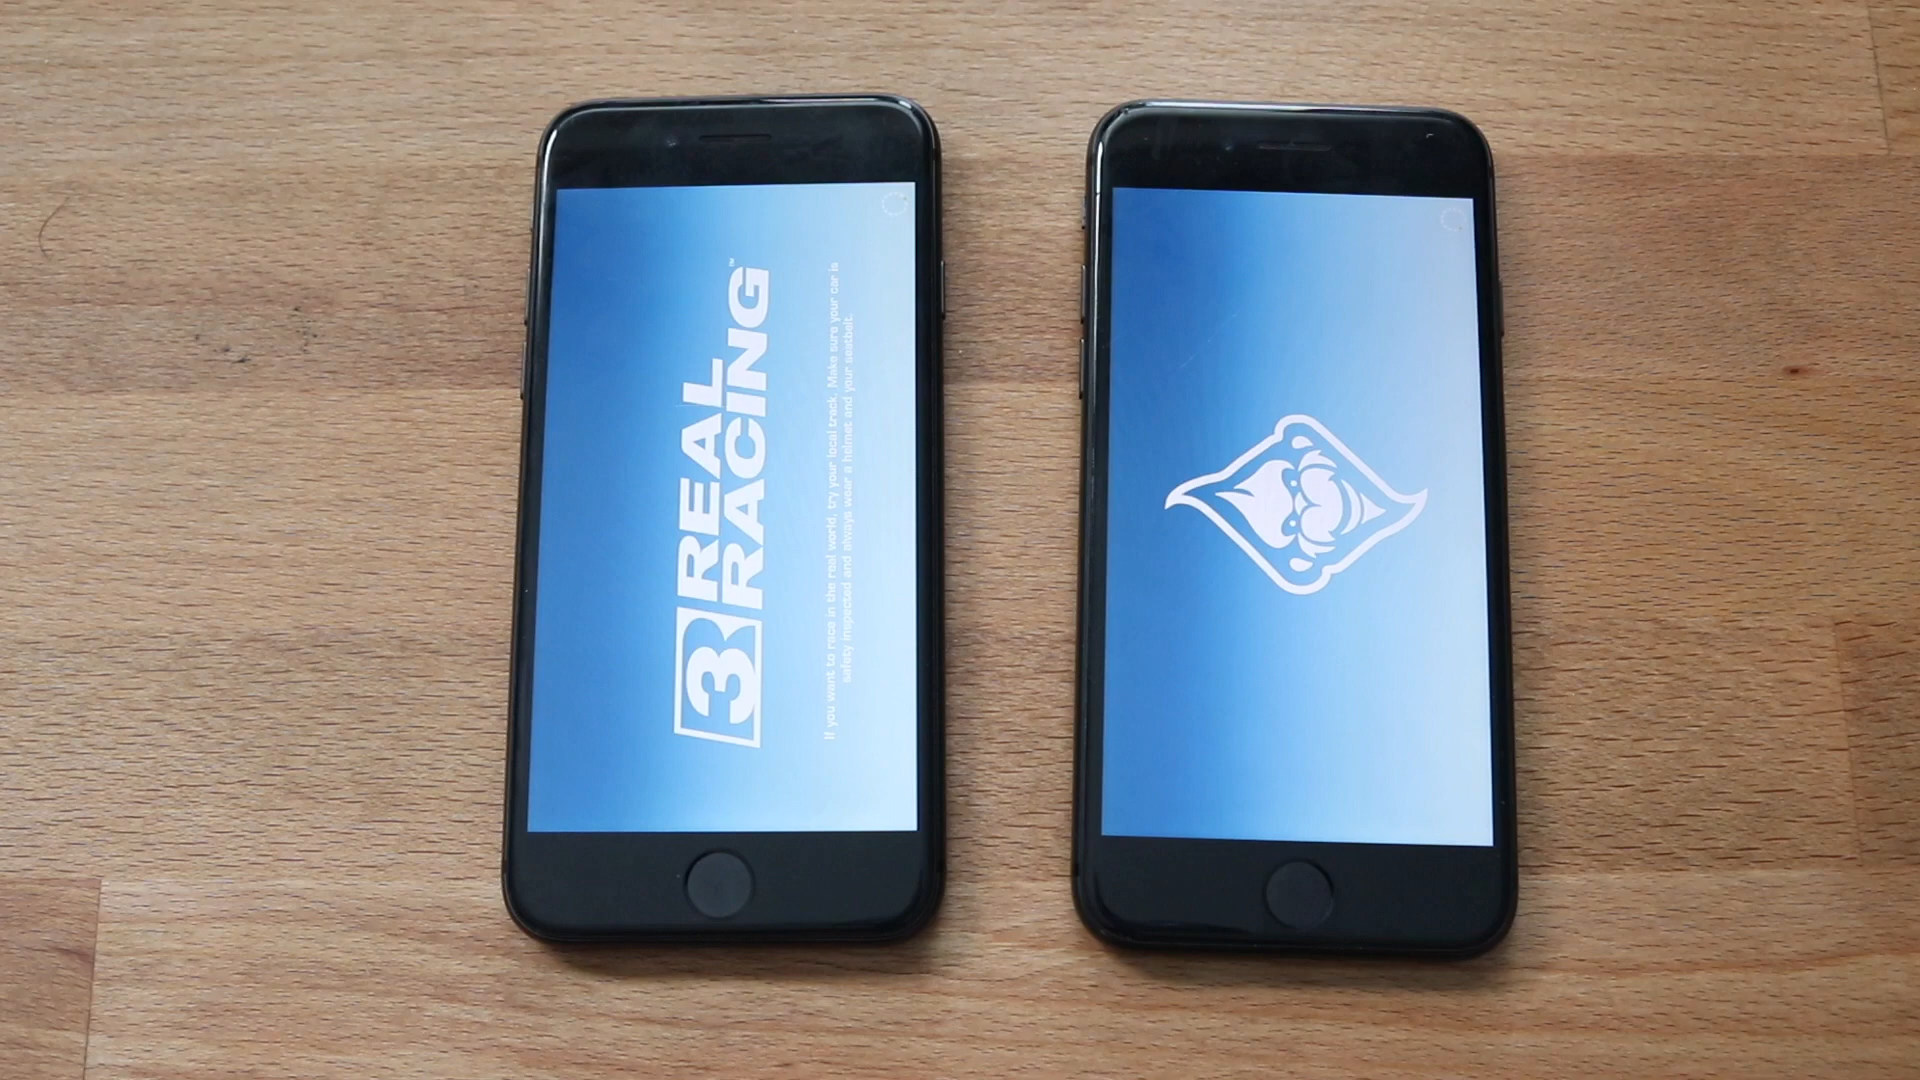 3 REAL
RACING™
If you want to race in the real world, try your local track. Make sure your car is
safety inspected and always wear a helmet and your seatbelt.